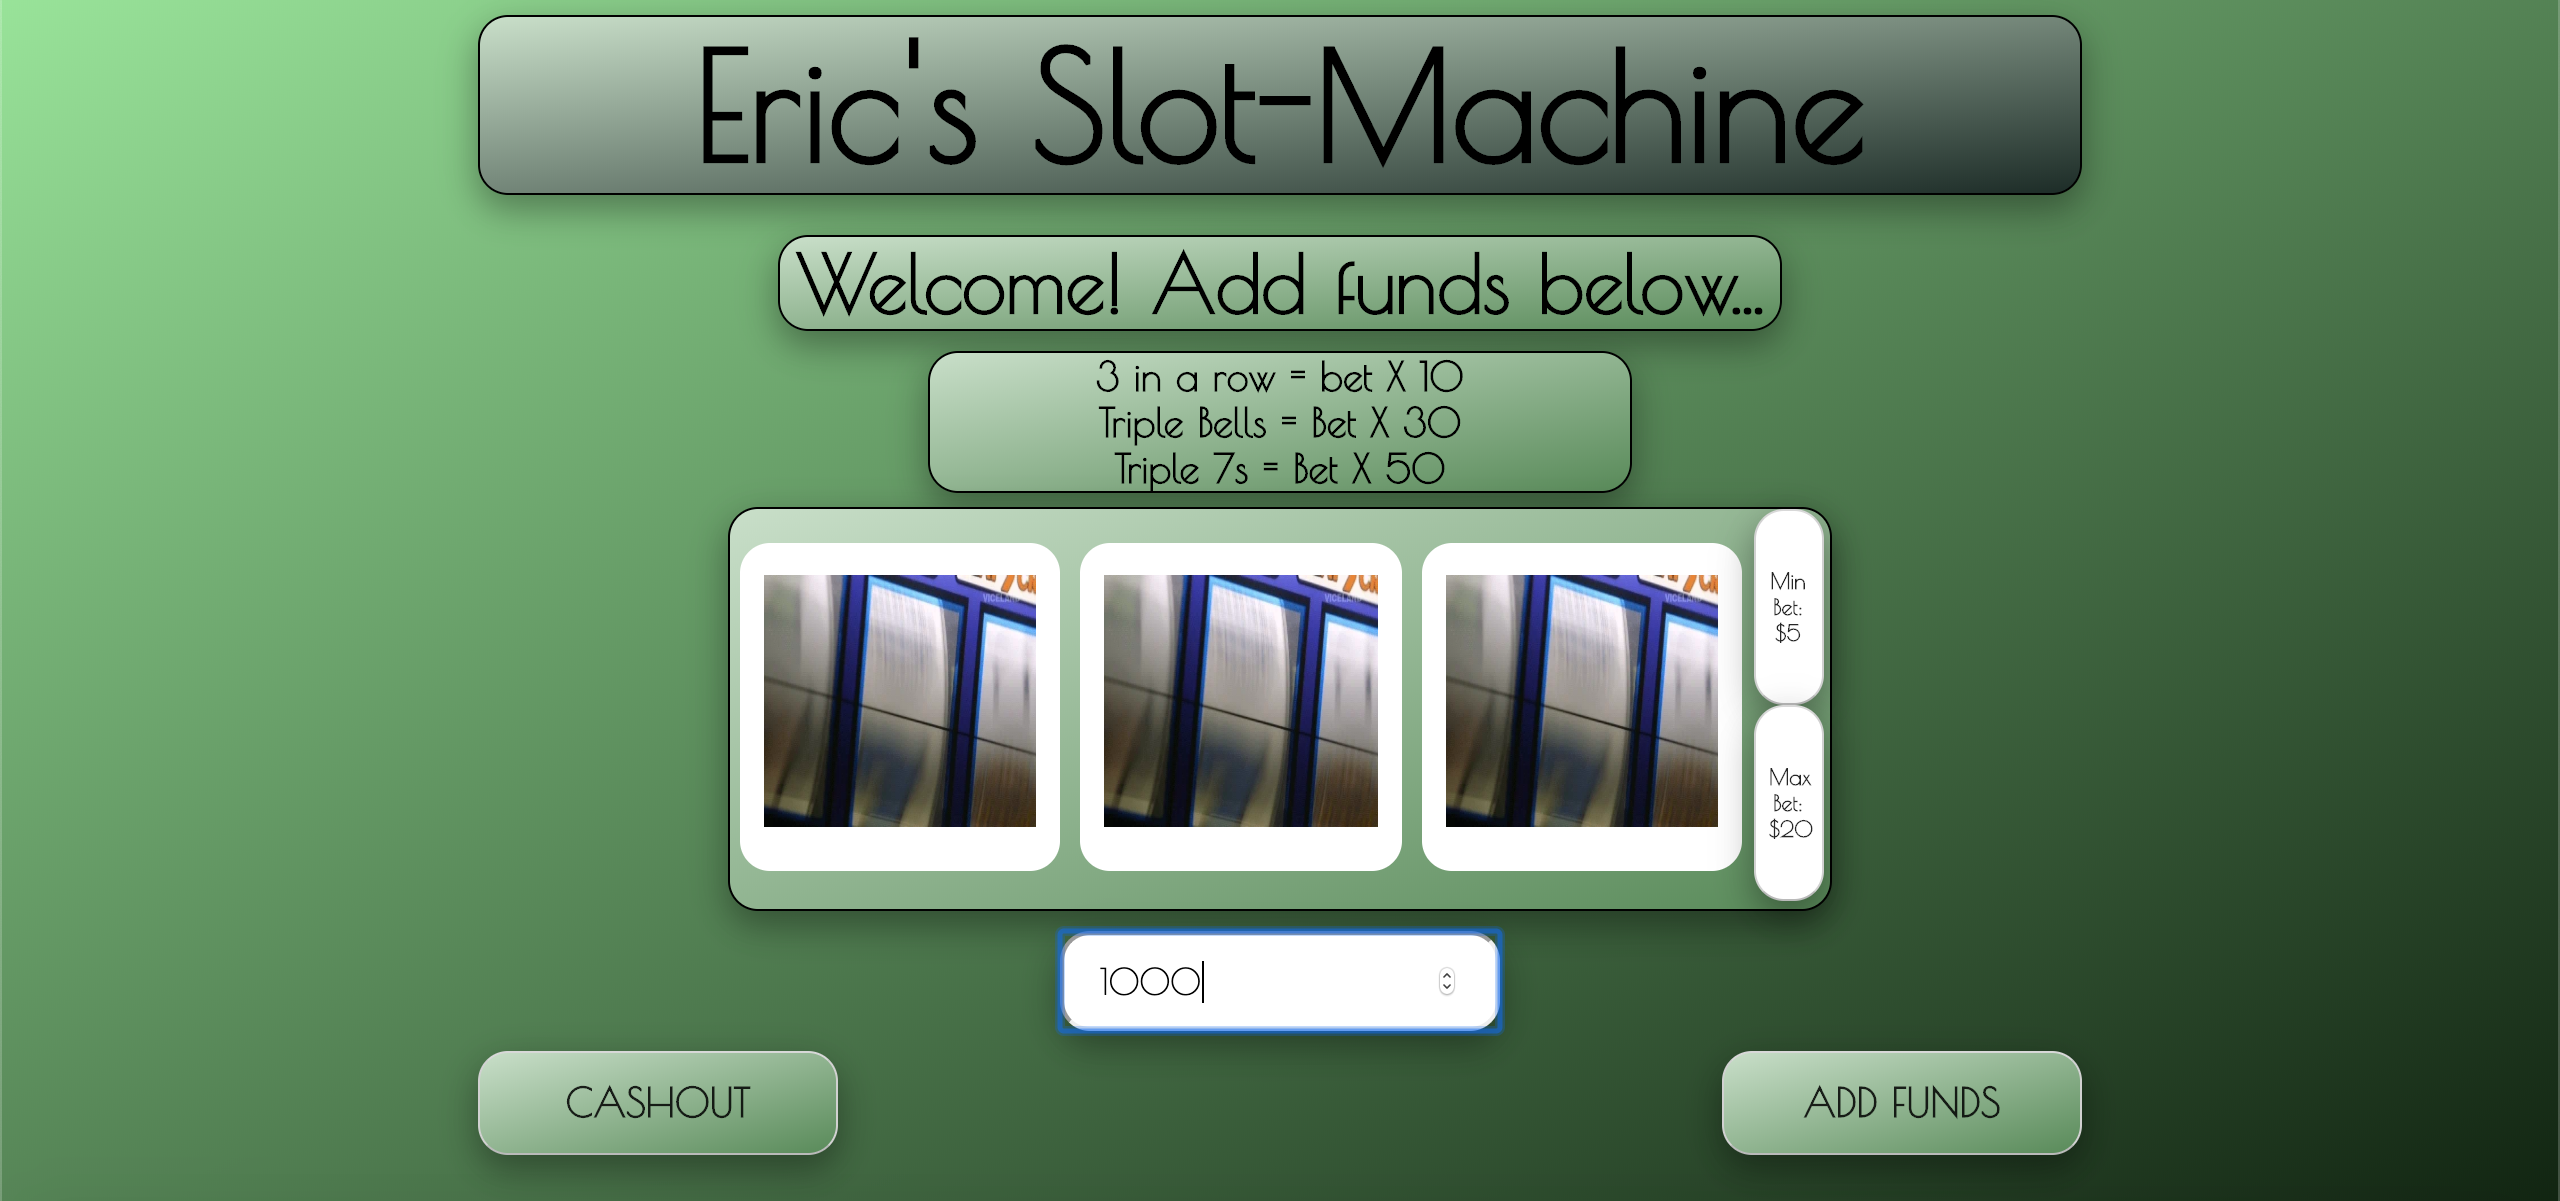 Eric's Slot-Machine
Welcome! Add funds below...
3 in a row = bet X 10
Triple Bells = Bet X 30
Triple 7s = Bet X 50
Min
Bet:
$5
Max
Bet:
$20
1000
CASHOUT
ADD FUNDS